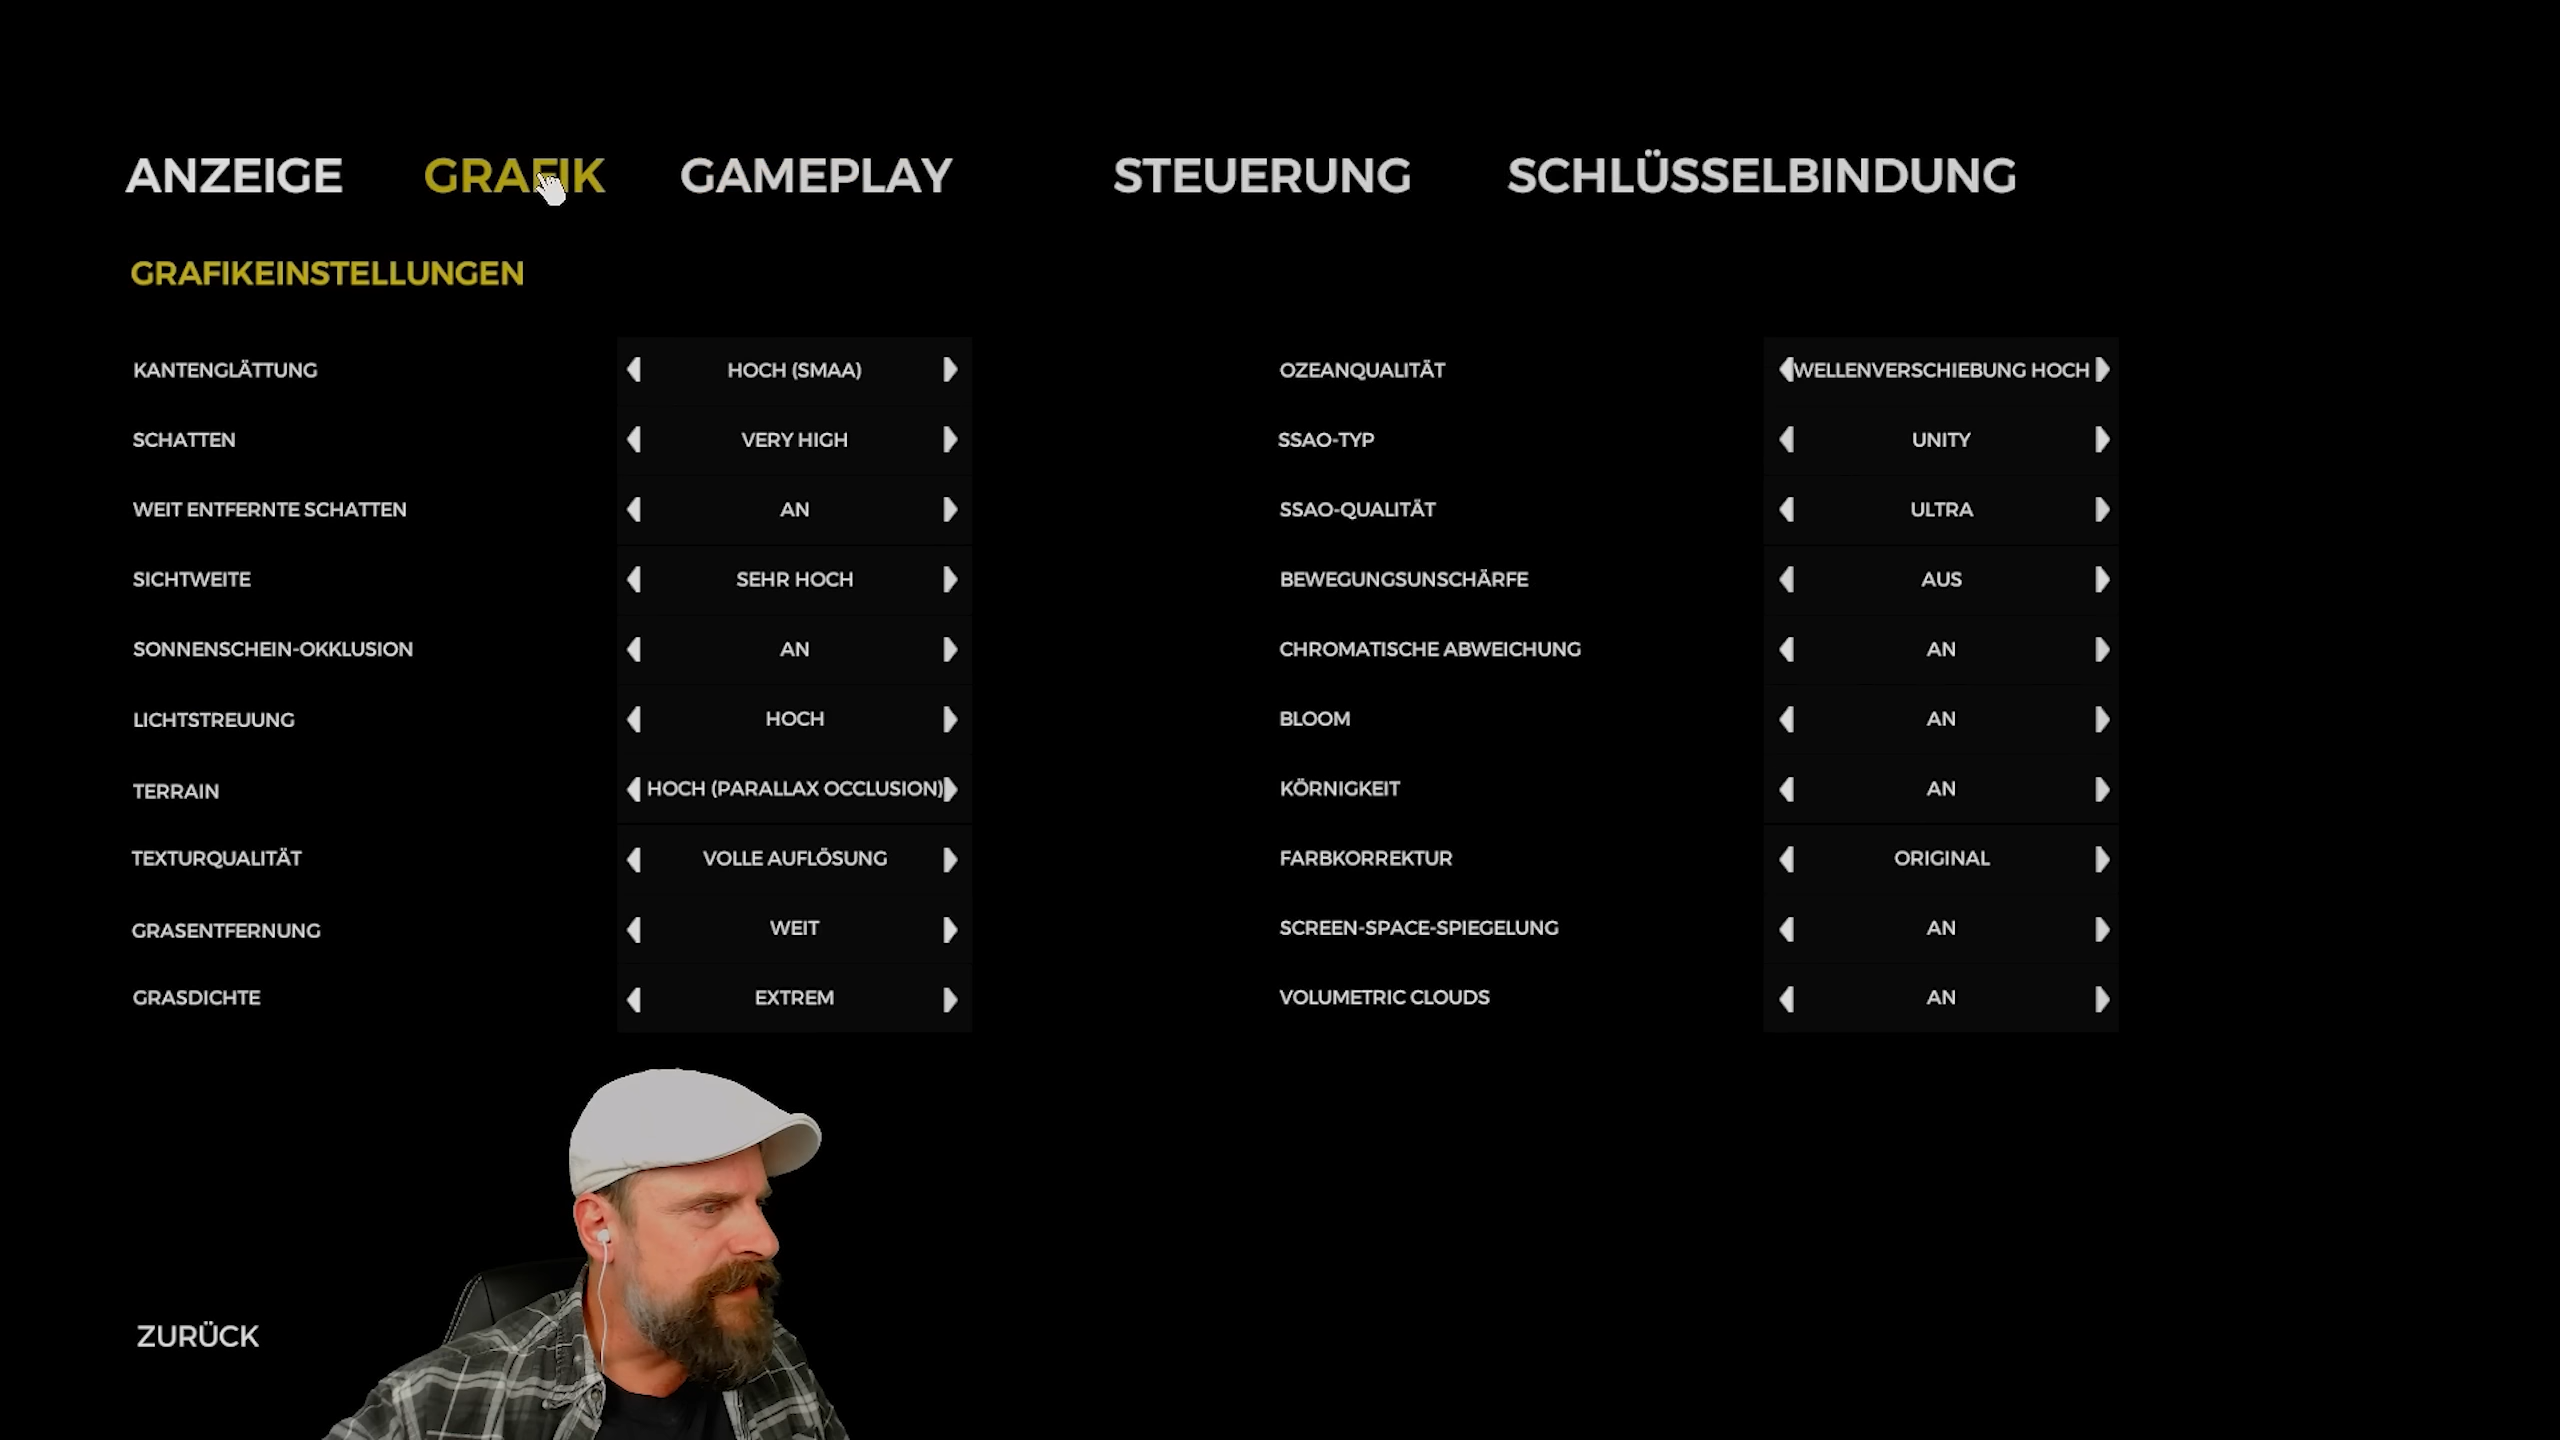 ANZEIGE GRAFIK GAMEPLAY STEUERUNG SCHLÜSSELBINDUNG
GRAFIKEINSTELLUNGEN
KANTENGLÄTTUNG HOCH (SMAA)
SCHATTEN VERY HIGH
WEIT ENTFERNTE SCHATTEN AN
SICHTWEITE SEHR HOCH
SONNENSCHEIN-OKKLUSION AN
LICHTSTREUUNG HOCH
TERRAIN HOCH (PARALLAX OCCLUSION)
TEXTURQUALITÄT VOLLE AUFLÖSUNG
GRASENTFERNUNG WEIT
GRASDICHTE EXTREM
OZEANQUALITÄT WELLENVERSCHIEBUNG HOCH
SSAO-TYP UNITY
SSAO-QUALITÄT ULTRA
BEWEGUNGSUNSCHÄRFE AUS
CHROMATISCHE ABWEICHUNG AN
BLOOM AN
KÖRNIGKEIT AN
FARBKORREKTUR ORIGINAL
SCREEN-SPACE-SPIEGELUNG AN
VOLUMETRIC CLOUDS AN
ZURÜCK